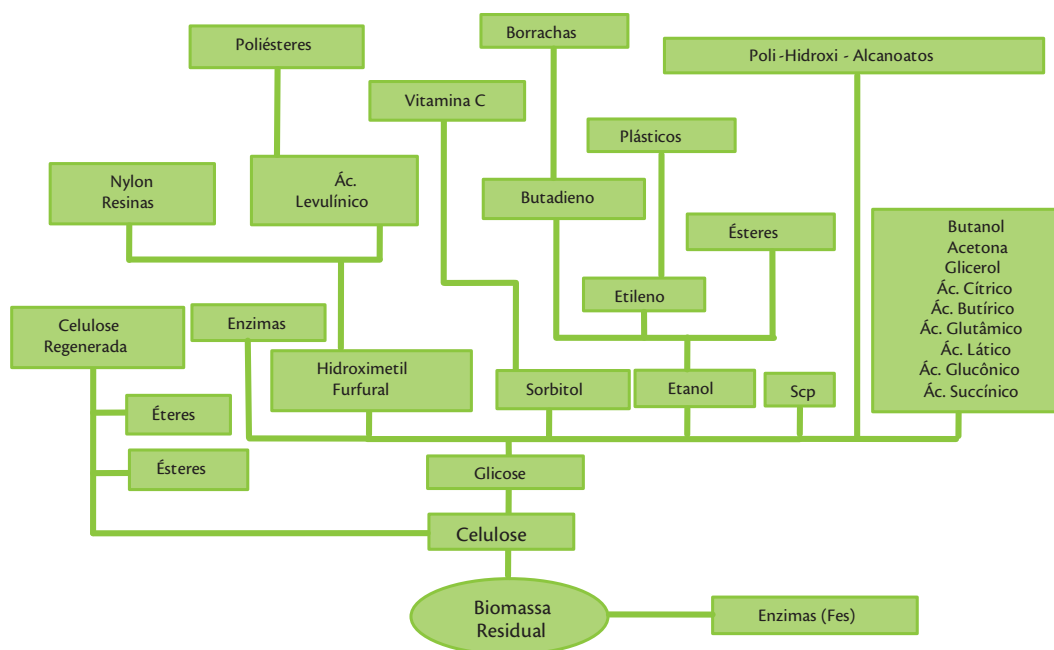 Poliésteres
Borrachas
Poli-Hidroxi - Alcanoatos
Vitamina C
Plásticos
Nylon
Resinas
Ác.
Levulínico
Butadieno
Ésteres
Butanol
Acetona
Glicerol
Ác. Cítrico
Ác. Butírico
Ác. Glutâmico
Ác. Lático
Ác. Glucônico
Ác. Succínico
Etileno
Celulose
Regenerada
Enzimas
Hidroximetil
Furfural
Sorbitol
Etanol
Scp
Éteres
Ésteres
Glicose
Celulose
Biomassa
Residual
Enzimas (Fes)